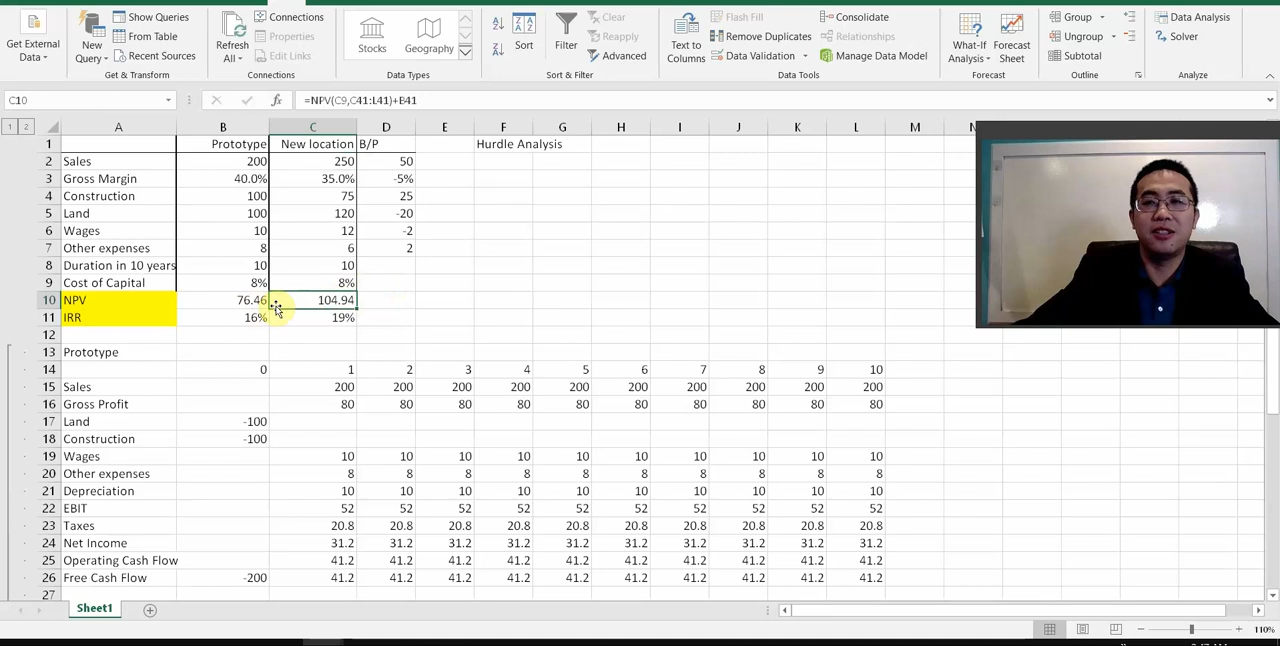 Get External Data
New Query
Show Queries
From Table
Recent Sources
Get & Transform
Refresh All
Connections
Properties
Edit Links
Connections
Stocks
Geography
Data Types
Sort
Filter
Clear
Reapply
Advanced
Sort & Filter
Text to Columns
Flash Fill
Remove Duplicates
Data Validation
Consolidate
Relationships
Manage Data Model
Data Tools
What-If Analysis
Forecast Sheet
Forecast
Group
Ungroup
Subtotal
Outline
Data Analysis
Solver
Analyze
C10 fx =NPV(C9,C41:L41)+B41
1 2 A B C D E F G H I J K L M N
1 Prototype New location B/P Hurdle Analysis
2 Sales 200 250 50
3 Gross Margin 40.0% 35.0% -5%
4 Construction 100 75 25
5 Land 100 120 -20
6 Wages 10 12 -2
7 Other expenses 8 6 2
8 Duration in 10 years 10 10
9 Cost of Capital 8% 8%
10 NPV 76.46 104.94
11 IRR 16% 19%
12
13 Prototype
14 0 1 2 3 4 5 6 7 8 9 10
15 Sales 200 200 200 200 200 200 200 200 200 200
16 Gross Profit 80 80 80 80 80 80 80 80 80 80
17 Land -100
18 Construction -100
19 Wages 10 10 10 10 10 10 10 10 10 10
20 Other expenses 8 8 8 8 8 8 8 8 8 8
21 Depreciation 10 10 10 10 10 10 10 10 10 10
22 EBIT 52 52 52 52 52 52 52 52 52 52
23 Taxes 20.8 20.8 20.8 20.8 20.8 20.8 20.8 20.8 20.8 20.8
24 Net Income 31.2 31.2 31.2 31.2 31.2 31.2 31.2 31.2 31.2 31.2
25 Operating Cash Flow 41.2 41.2 41.2 41.2 41.2 41.2 41.2 41.2 41.2 41.2
26 Free Cash Flow -200 41.2 41.2 41.2 41.2 41.2 41.2 41.2 41.2 41.2 41.2
27
Sheet1
110%